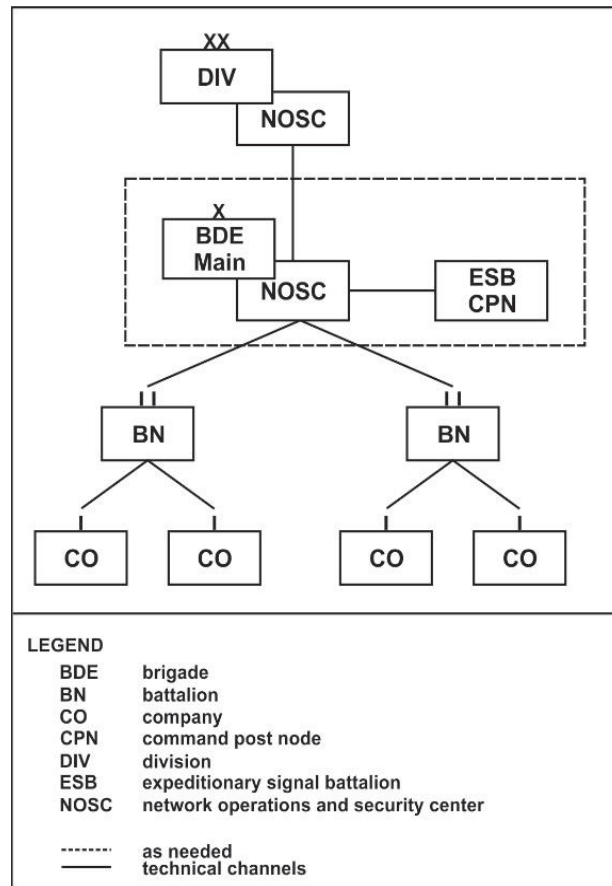 XX
DIV
NOSC
X
BDE
Main
NOSC
ESB
CPN
II
BN
II
BN
I
CO
I
CO
I
CO
I
CO
LEGEND
BDE brigade
BN battalion
CO company
CPN command post node
DIV division
ESB expeditionary signal battalion
NOSC network operations and security center
as needed
technical channels